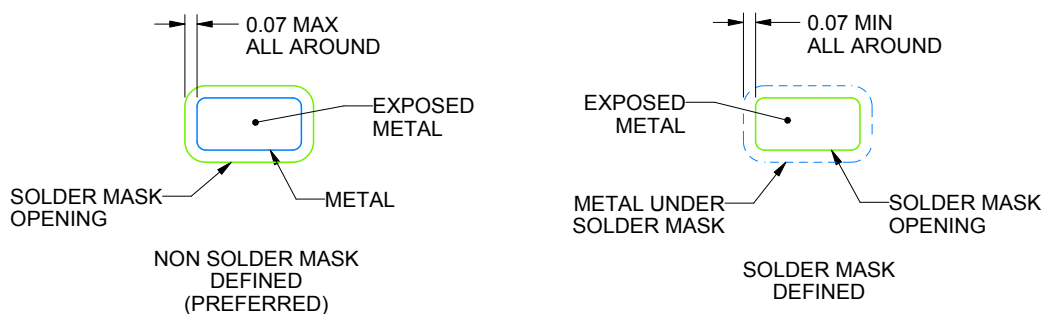 0.07 MAX
ALL AROUND
EXPOSED
METAL
SOLDER MASK
OPENING
METAL
NON SOLDER MASK
DEFINED
(PREFERRED)
0.07 MIN
ALL AROUND
EXPOSED
METAL
METAL UNDER
SOLDER MASK
SOLDER MASK
OPENING
SOLDER MASK
DEFINED